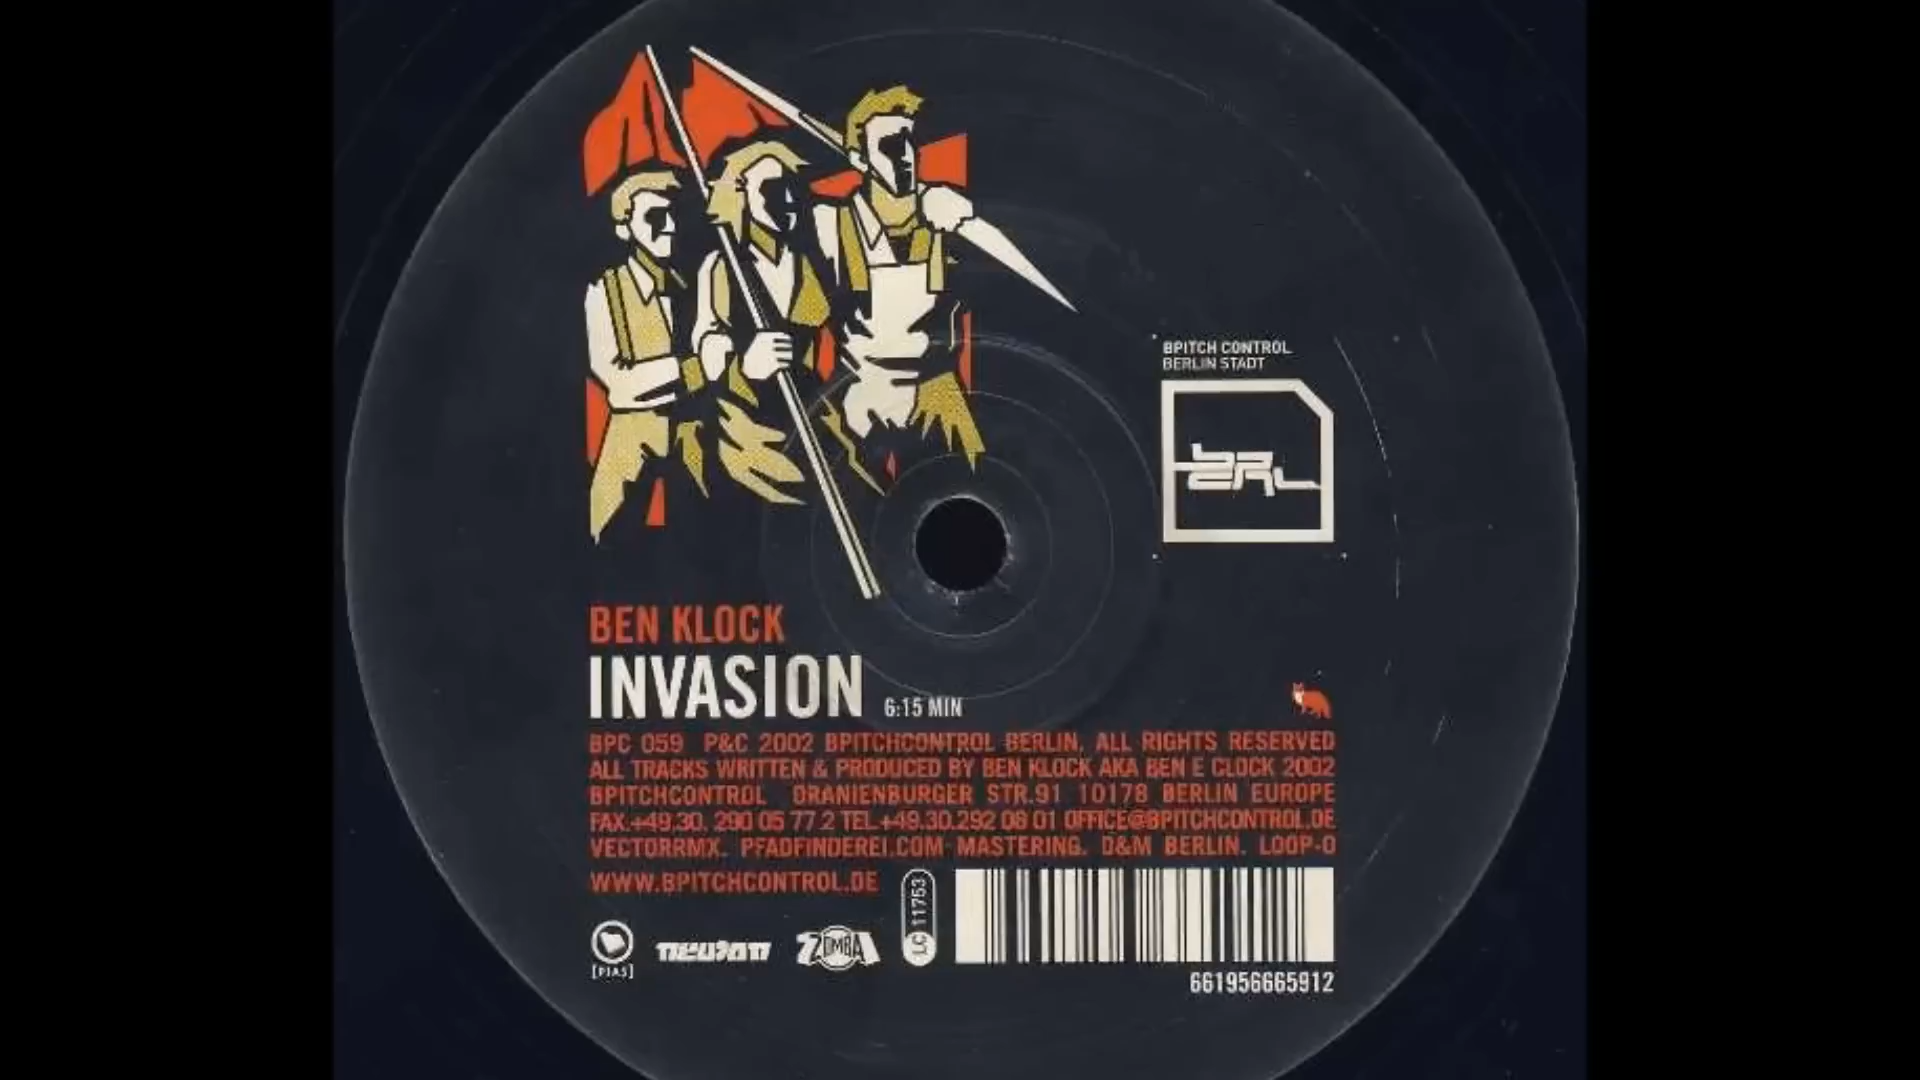 BPITCH CONTROL
BERLIN STADT
BEN KLOCK
INVASION 6:15 MIN
BPC 059 P&C 2002 BPITCHCONTROL BERLIN. ALL RIGHTS RESERVED
ALL TRACKS WRITTEN & PRODUCED BY BEN KLOCK AKA BEN E CLOCK 2002
BPITCHCONTROL ORANIENBURGER STR.91 10178 BERLIN EUROPE
FAX.+49.30. 290 05 77 2 TEL.+49.30.292 06 01 OFFICE@BPITCHCONTROL.DE
VECTORRMX. PFADFINDEREI.COM MASTERING. D&M BERLIN. LOOP-O
WWW.BPITCHCONTROL.DE
LC 11753
[PIAS] ZOMBA
661956665912